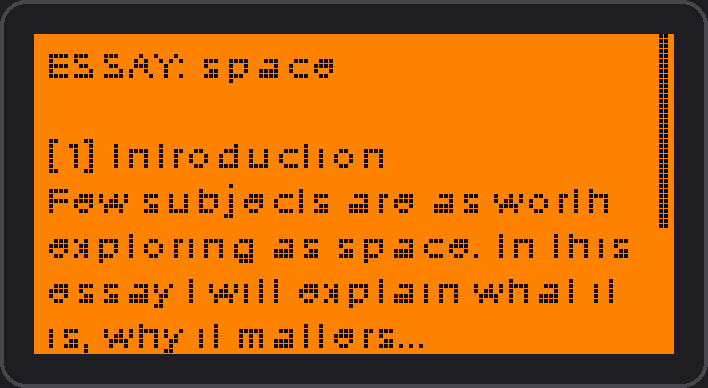 ESSAY: space
[1] Introduction
Few subjects are as worth
exploring as space. In this
essay I will explain what it
is, why it matters...